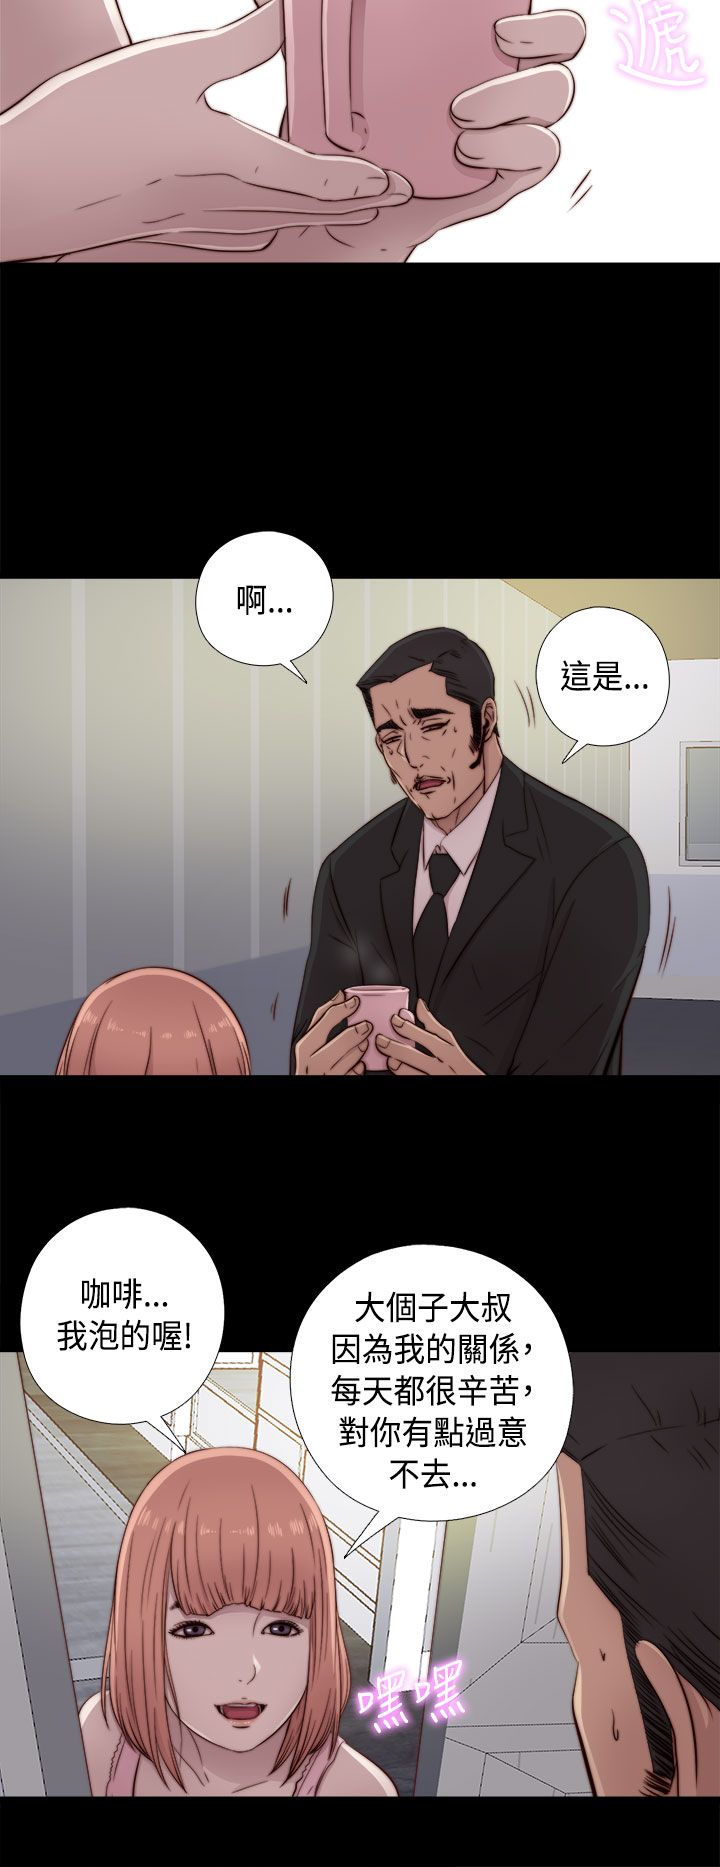 遞
啊...
這是...
咖啡...
我泡的喔!
大個子大叔
因為我的關係,
每天都很辛苦,
對你有點過意
不去...
嘿嘿